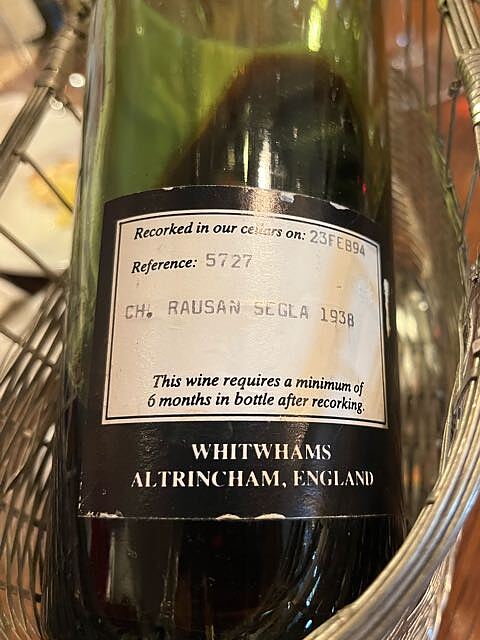 Recorked in our cellars on: 23FEB94
Reference: 5727
CH. RAUSAN SEGLA 1938
This wine requires a minimum of
6 months in bottle after recorking.
WHITWHAMS
ALTRINCHAM, ENGLAND